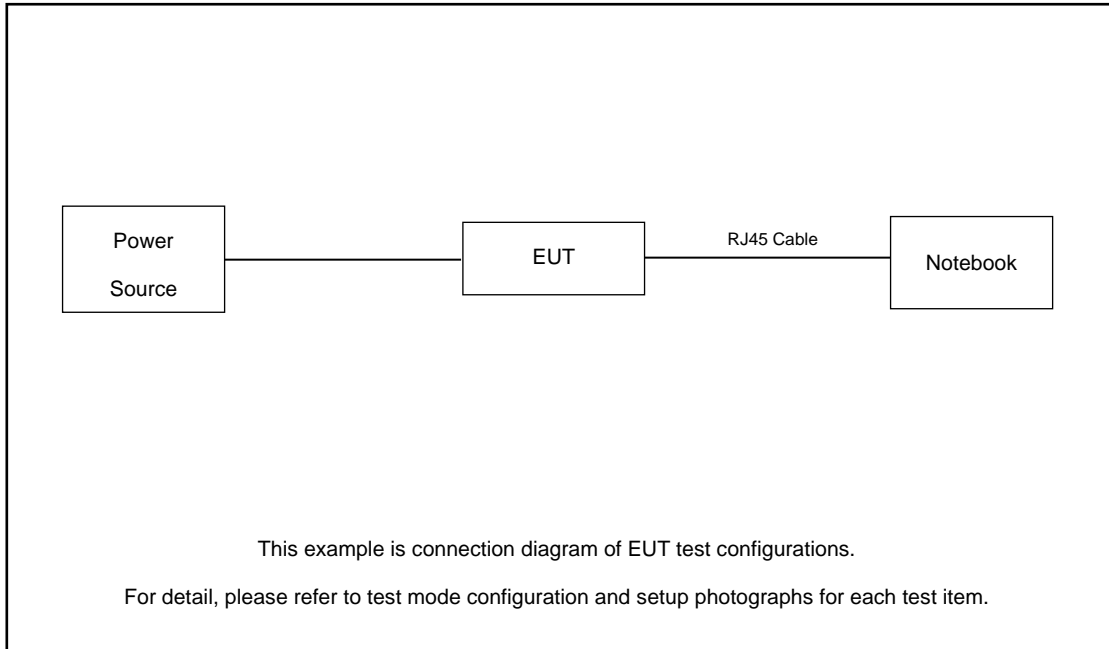 Power
Source
EUT
RJ45 Cable
Notebook
This example is connection diagram of EUT test configurations.
For detail, please refer to test mode configuration and setup photographs for each test item.